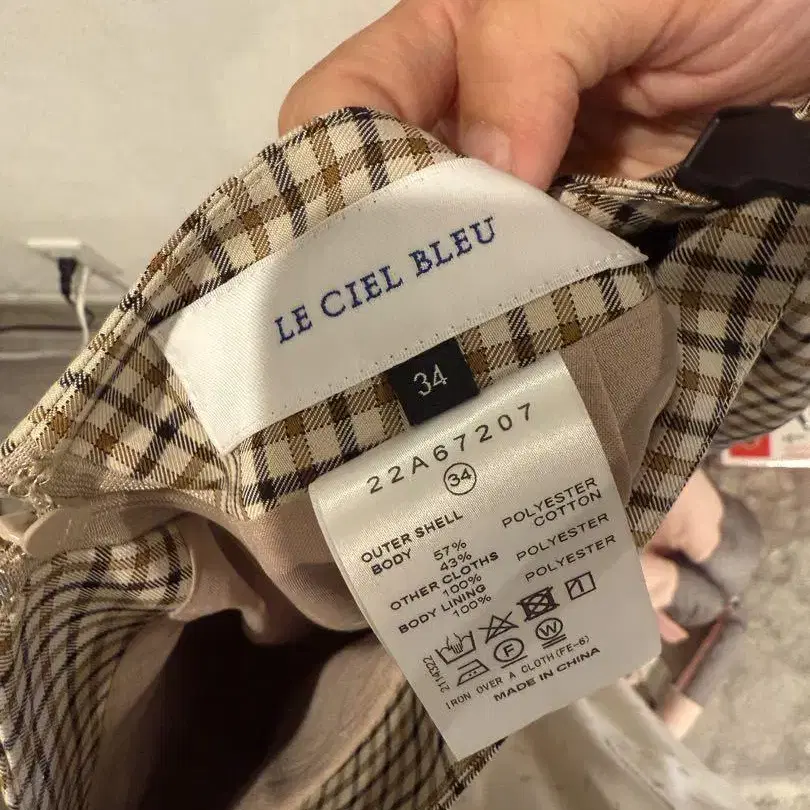 LE CIEL BLEU
34
22A67207
34
OUTER SHELL
BODY 57% POLYESTER
43% COTTON
OTHER CLOTHS
100% POLYESTER
BODY LINING
100% POLYESTER
F W
2114322
IRON OVER A CLOTH(FE-6)
MADE IN CHINA